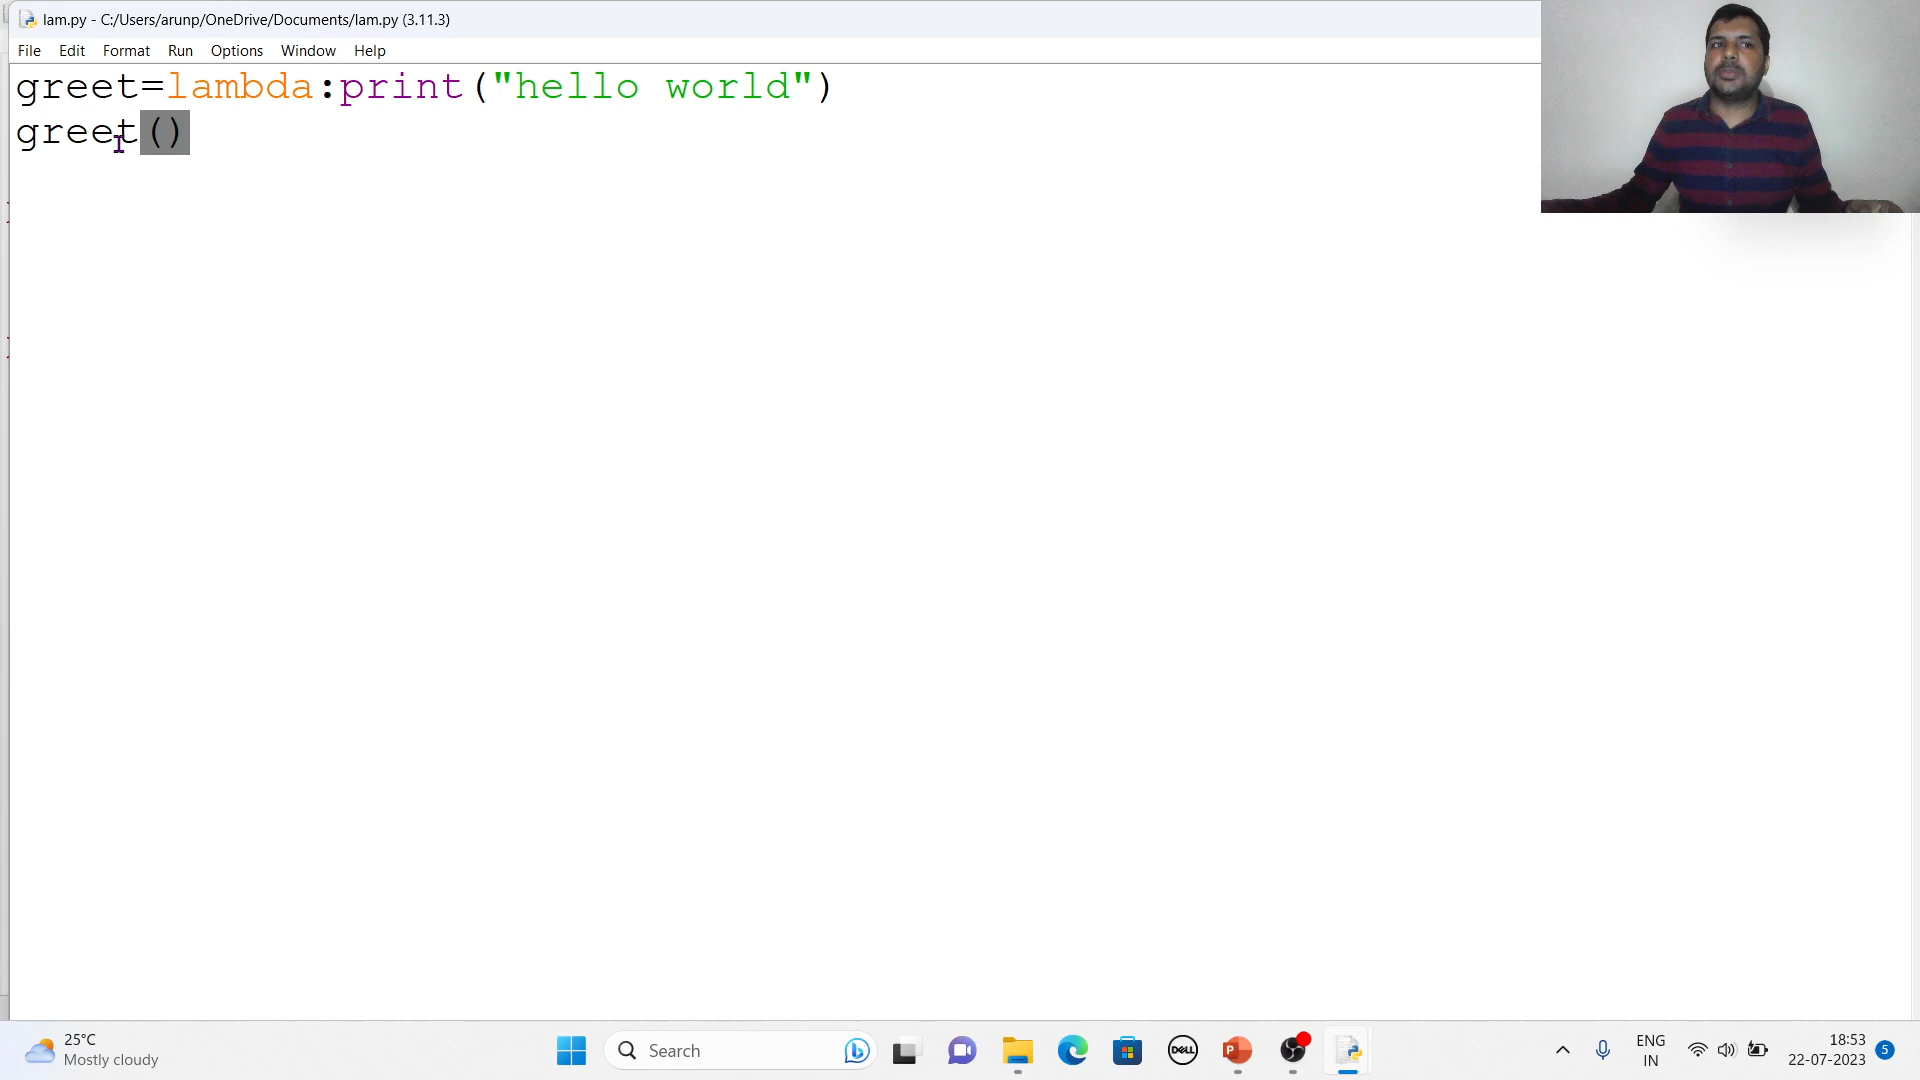 lam.py - C:/Users/arunp/OneDrive/Documents/lam.py (3.11.3)
File Edit Format Run Options Window Help
greet=lambda:print("hello world")
greet()
25°C
Mostly cloudy
Search
DELL
P
ENG
IN
18:53
22-07-2023
5